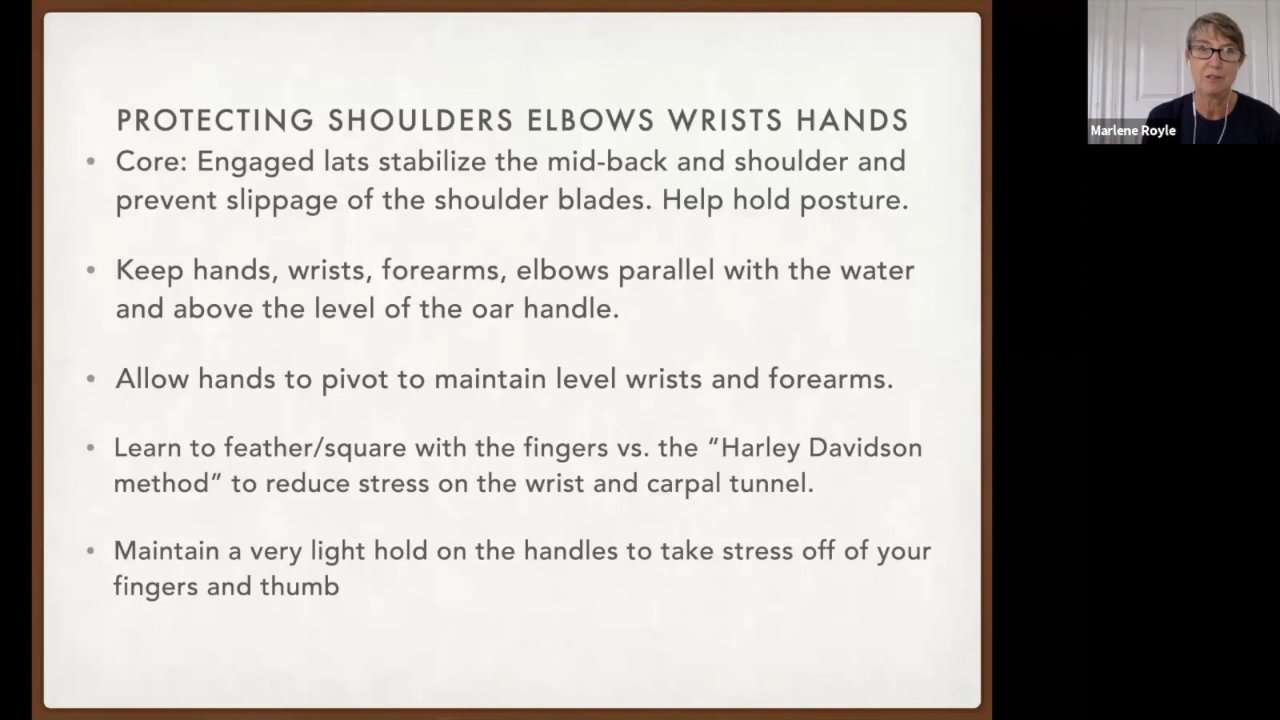 PROTECTING SHOULDERS ELBOWS WRISTS HANDS
• Core: Engaged lats stabilize the mid-back and shoulder and
prevent slippage of the shoulder blades. Help hold posture.
• Keep hands, wrists, forearms, elbows parallel with the water
and above the level of the oar handle.
• Allow hands to pivot to maintain level wrists and forearms.
• Learn to feather/square with the fingers vs. the “Harley Davidson
method” to reduce stress on the wrist and carpal tunnel.
• Maintain a very light hold on the handles to take stress off of your
fingers and thumb
Marlene Royle